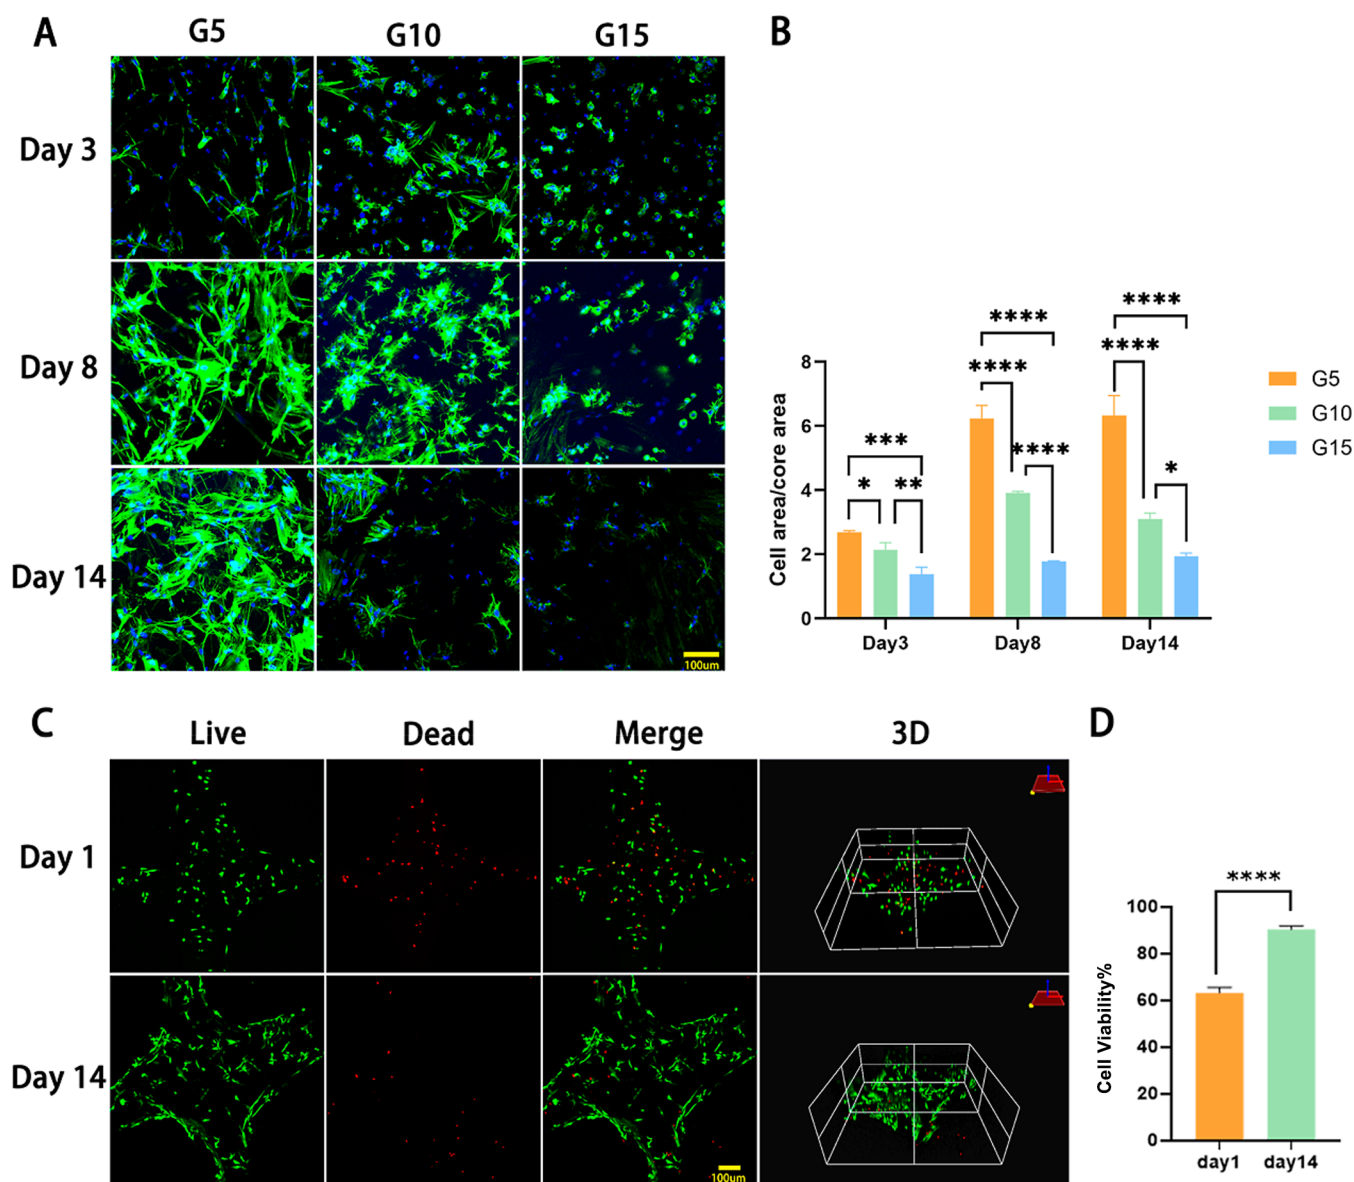 A
G5 G10 G15
Day 3
Day 8
Day 14
100um
B
Cell area/core area
8
6
4
2
0
*** * **
**** **** ****
**** **** *
Day3 Day8 Day14
G5
G10
G15
C
Live Dead Merge 3D
Day 1
Day 14
100um
D
Cell Viability%
****
100
80
60
40
20
0
day1 day14